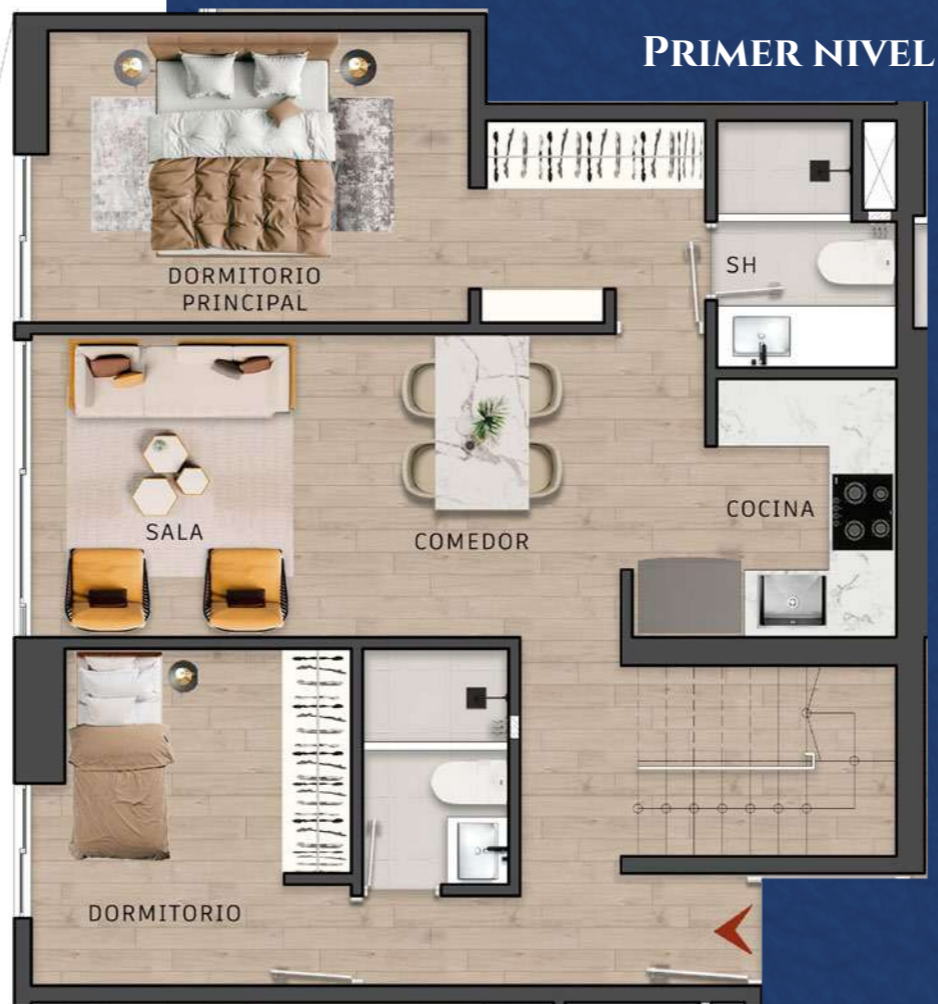 PRIMER NIVEL
DORMITORIO
PRINCIPAL
SH
SALA
COMEDOR
COCINA
DORMITORIO